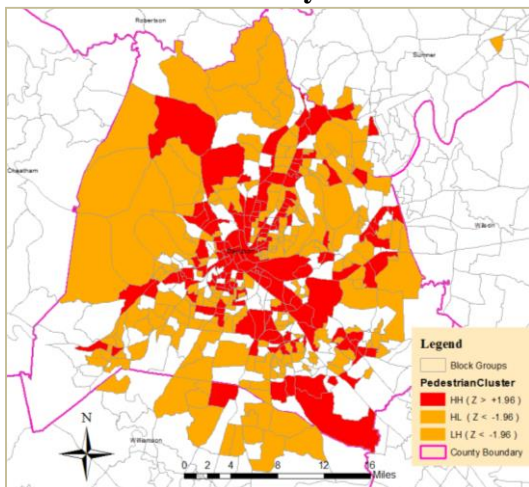 Robertson
Sumner
Cheatham
Wilson
Legend
Block Groups
PedestrianCluster
HH ( Z > +1.96 )
HL ( Z < -1.96 )
LH ( Z < -1.96 )
County Boundary
N
Williamson
0 2 4 8 12 16
Miles